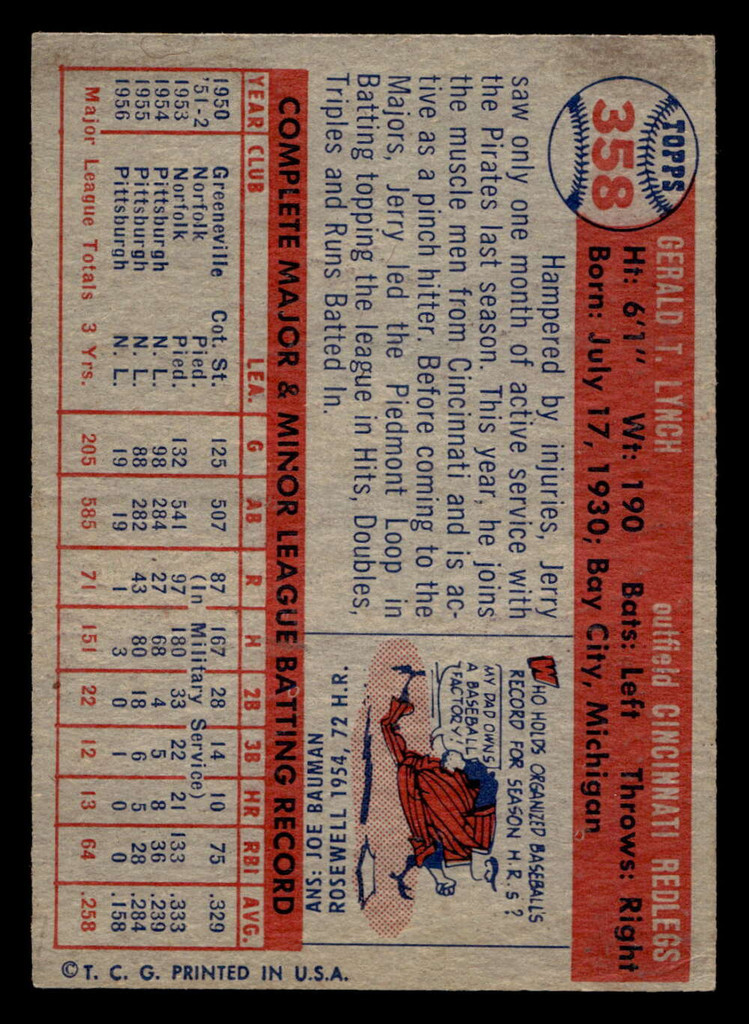 TOPPS
358
GERALD T. LYNCH outfield CINCINNATI REDLEGS
Ht: 6'1" Wt: 190 Bats: Left Throws: Right
Born: July 17, 1930; Bay City, Michigan
Hampered by injuries, Jerry
saw only one month of active service with
the Pirates last season. This year, he joins
the muscle men from Cincinnati and is ac-
tive as a pinch hitter. Before coming to the
Majors, Jerry led the Piedmont Loop in
Batting topping the league in Hits, Doubles,
Triples and Runs Batted In.
WHO HOLDS ORGANIZED BASEBALL'S
RECORD FOR SEASON H.R.s?
MY DAD OWNS
A BASEBALL
FACTORY!
ANS: JOE BAUMAN
ROSEWELL 1954, 72 H.R.
COMPLETE MAJOR & MINOR LEAGUE BATTING RECORD
YEAR CLUB LEA. G AB R H 2B 3B HR RBI AVG.
1950 Greeneville Cot. St. 125 507 87 167 28 14 10 75 .329
'51-2 Norfolk Pied. (In Military Service)
1953 Norfolk Pied. 132 541 97 180 33 22 21 133 .333
1954 Pittsburgh N. L. 98 284 27 68 4 5 8 36 .239
1955 Pittsburgh N. L. 88 282 43 80 18 6 5 28 .284
1956 Pittsburgh N. L. 19 19 1 3 0 1 0 0 .158
Major League Totals 3 Yrs. 205 585 71 151 22 12 13 64 .258
© T. C. G. PRINTED IN U.S.A.